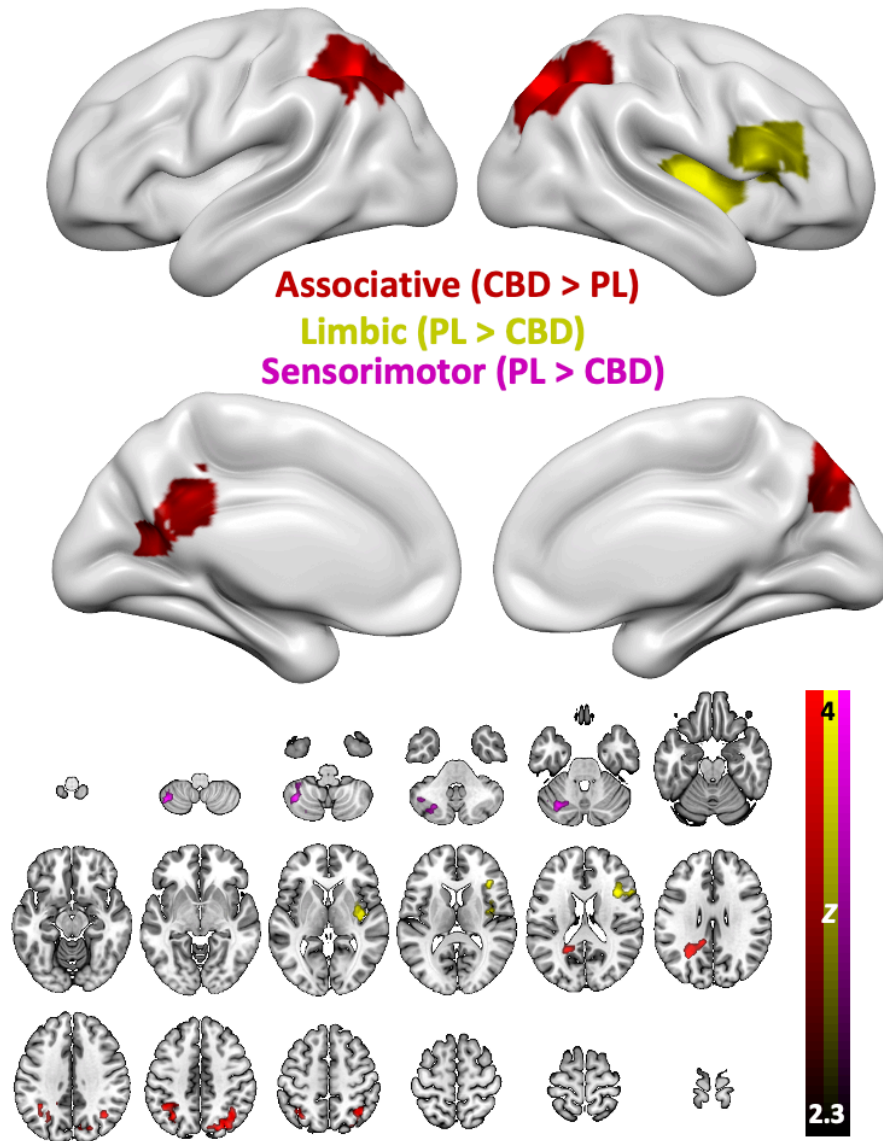 Associative (CBD > PL)
Limbic (PL > CBD)
Sensorimotor (PL > CBD)
4
Z
2.3